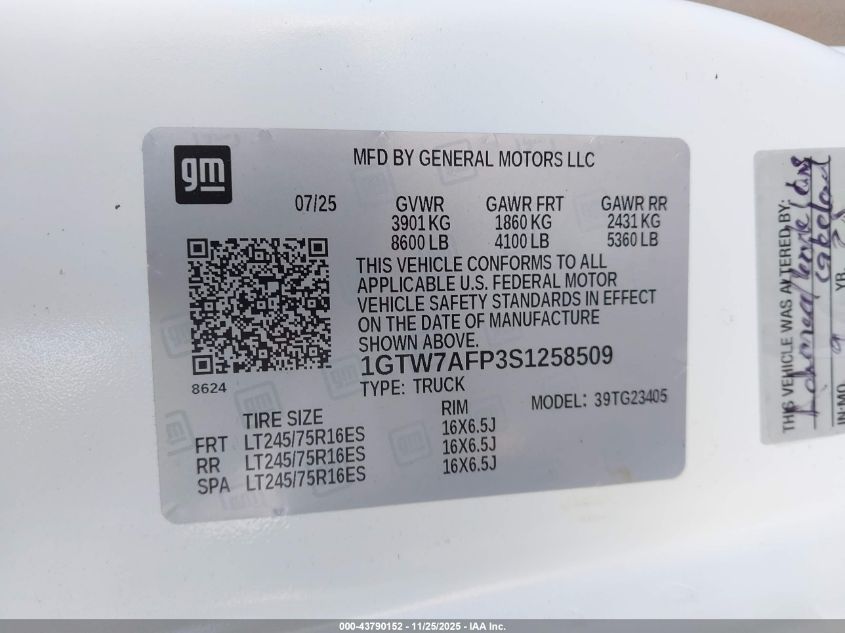 gm
MFD BY GENERAL MOTORS LLC
07/25
GVWR GAWR FRT GAWR RR
3901 KG 1860 KG 2431 KG
8600 LB 4100 LB 5360 LB
THIS VEHICLE CONFORMS TO ALL
APPLICABLE U.S. FEDERAL MOTOR
VEHICLE SAFETY STANDARDS IN EFFECT
ON THE DATE OF MANUFACTURE
SHOWN ABOVE.
1GTW7AFP3S1258509
8624
TYPE: TRUCK
MODEL: 39TG23405
TIRE SIZE RIM
FRT LT245/75R16ES 16X6.5J
RR LT245/75R16ES 16X6.5J
SPA LT245/75R16ES 16X6.5J
THIS VEHICLE WAS ALTERED BY:
IN: MO. 9 YR.
000-43790152 - 11/25/2025 - IAA Inc.